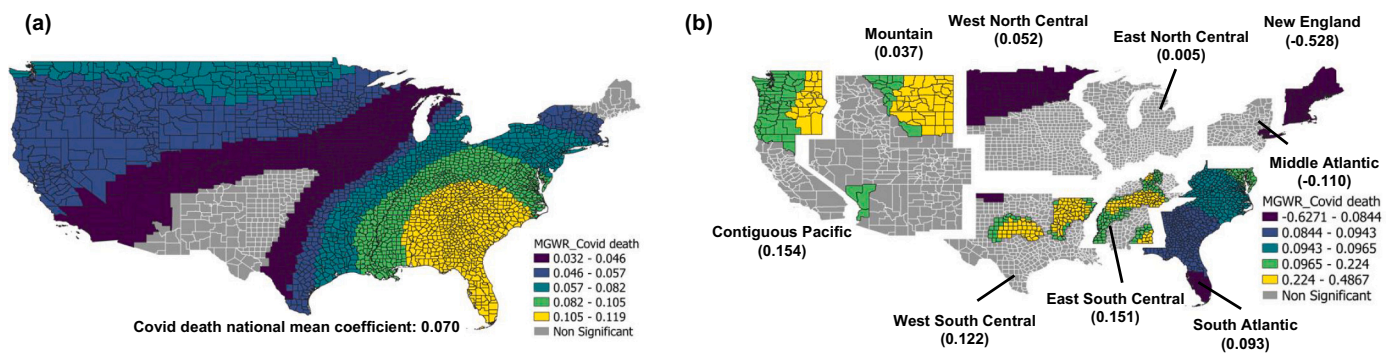 (a)
MGWR_Covid death
0.032 - 0.046
0.046 - 0.057
0.057 - 0.082
0.082 - 0.105
0.105 - 0.119
Non Significant
Covid death national mean coefficient: 0.070
(b)
Mountain
(0.037)
West North Central
(0.052)
East North Central
(0.005)
New England
(-0.528)
Middle Atlantic
(-0.110)
Contiguous Pacific
(0.154)
West South Central
(0.122)
East South Central
(0.151)
South Atlantic
(0.093)
MGWR_Covid death
-0.6271 - 0.0844
0.0844 - 0.0943
0.0943 - 0.0965
0.0965 - 0.224
0.224 - 0.4867
Non Significant